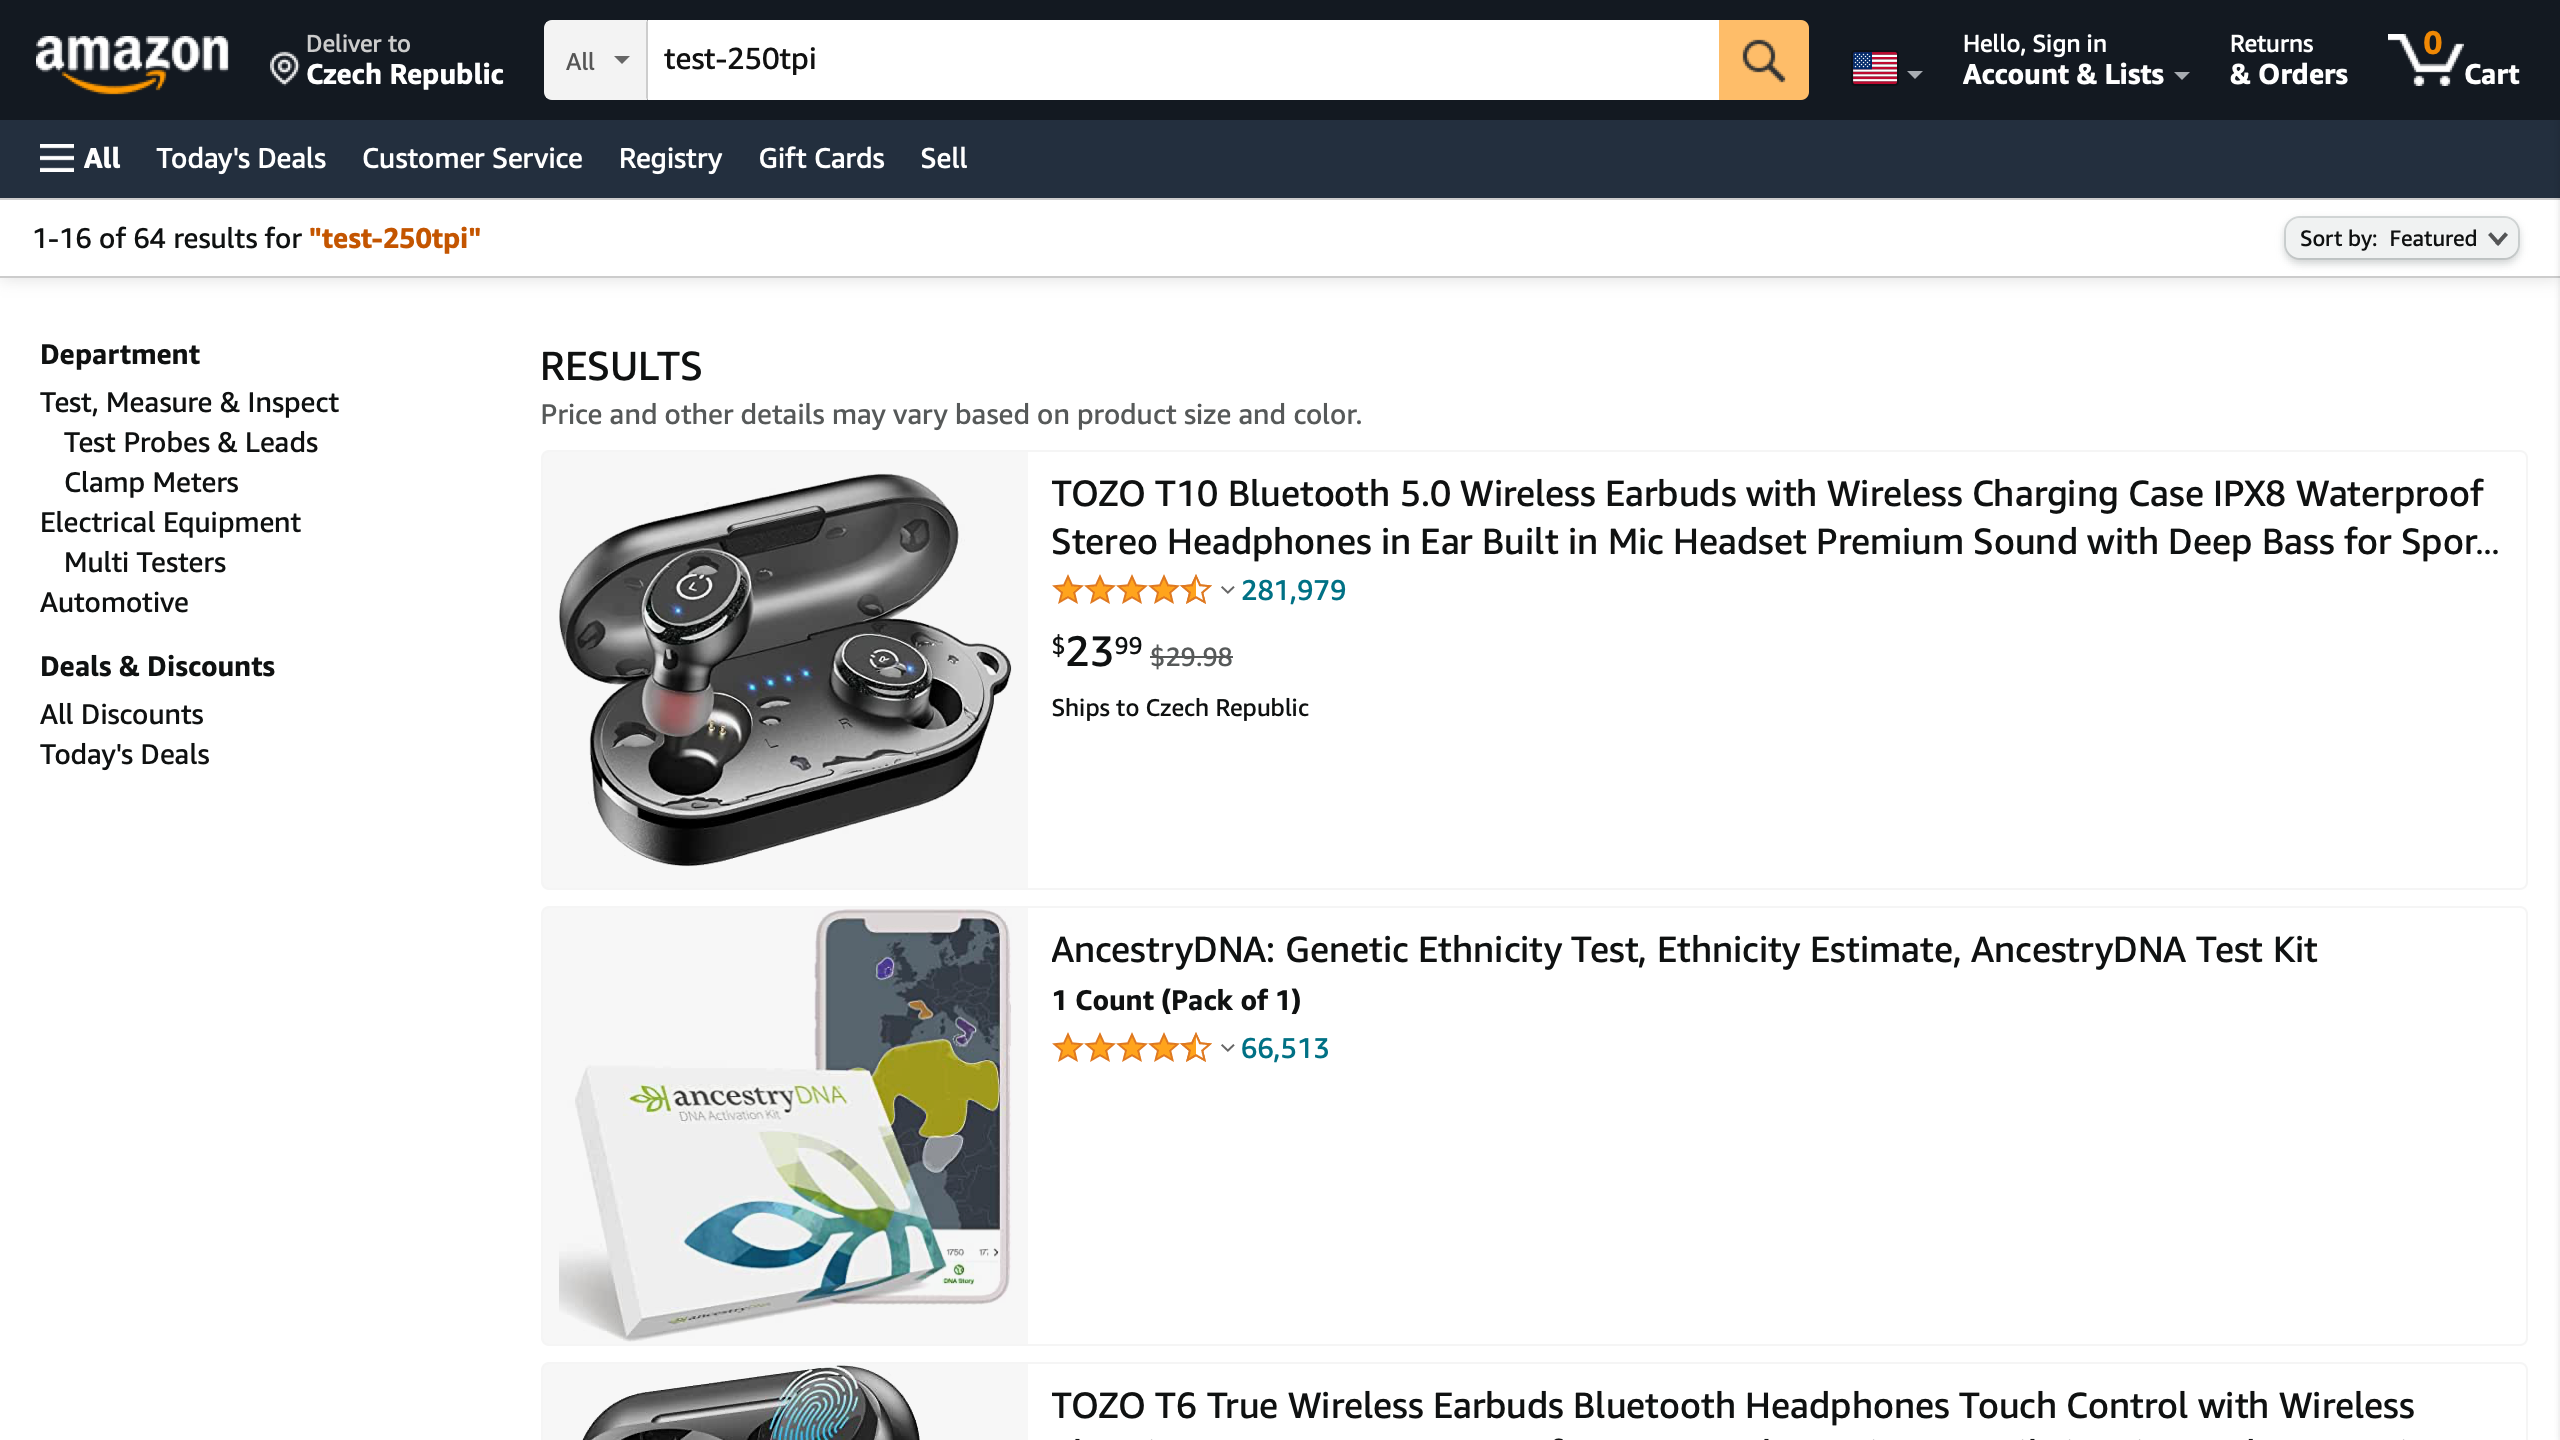 amazon
Deliver to
Czech Republic
All
test-250tpi
Hello, Sign in
Account & Lists
Returns
& Orders
0
Cart
All
Today's Deals
Customer Service
Registry
Gift Cards
Sell
1-16 of 64 results for "test-250tpi"
Sort by: Featured
Department
Test, Measure & Inspect
Test Probes & Leads
Clamp Meters
Electrical Equipment
Multi Testers
Automotive
Deals & Discounts
All Discounts
Today's Deals
RESULTS
Price and other details may vary based on product size and color.
TOZO T10 Bluetooth 5.0 Wireless Earbuds with Wireless Charging Case IPX8 Waterproof
Stereo Headphones in Ear Built in Mic Headset Premium Sound with Deep Bass for Spor...
281,979
$23.99 $29.98
Ships to Czech Republic
L
R
L
R
AncestryDNA: Genetic Ethnicity Test, Ethnicity Estimate, AncestryDNA Test Kit
1 Count (Pack of 1)
66,513
ancestryDNA
DNA Activation Kit
1750
DNA Story
TOZO T6 True Wireless Earbuds Bluetooth Headphones Touch Control with Wireless